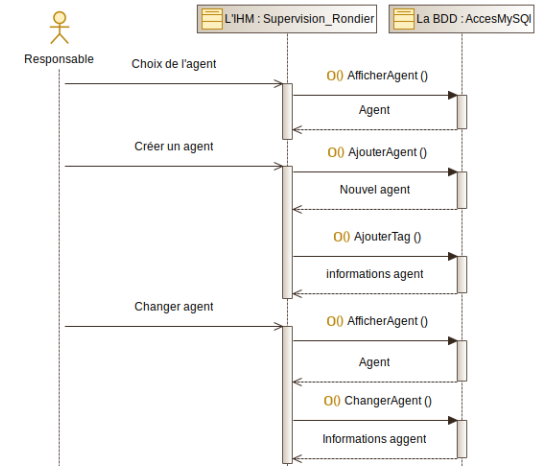 L'IHM : Supervision_Rondier
La BDD : AccesMySQl
Responsable
Choix de l'agent
O() AfficherAgent ()
Agent
Créer un agent
O() AjouterAgent ()
Nouvel agent
O() AjouterTag ()
informations agent
Changer agent
O() AfficherAgent ()
Agent
O() ChangerAgent ()
Informations aggent